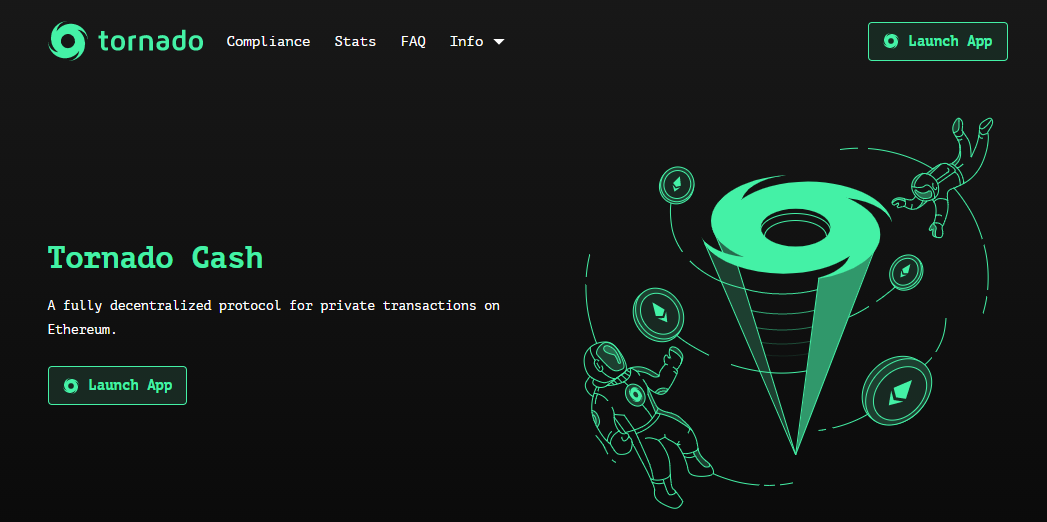 tornado
Compliance
Stats
FAQ
Info
Launch App
Tornado Cash
A fully decentralized protocol for private transactions on
Ethereum.
Launch App